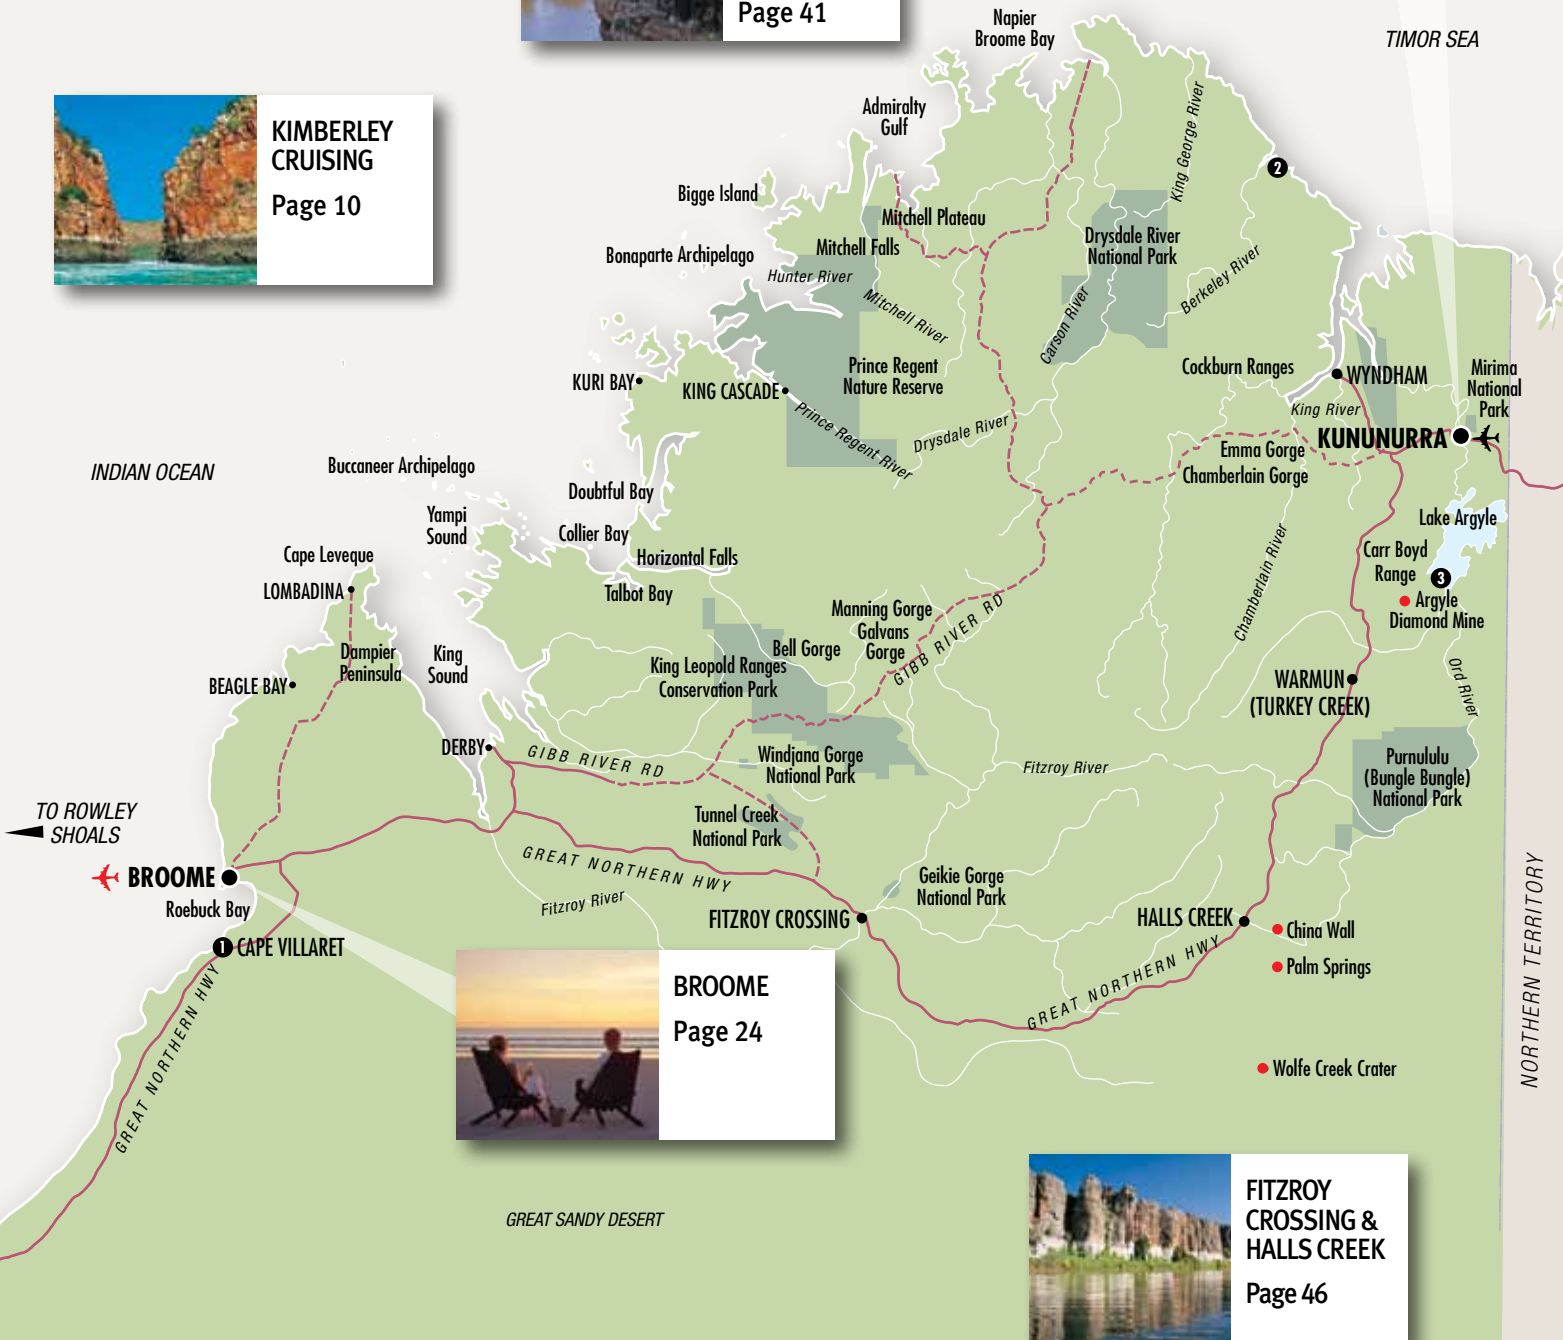 Page 41
Napier
Broome Bay
TIMOR SEA
KIMBERLEY
CRUISING
Page 10
Admiralty
Gulf
King George River
2
Bigge Island
Mitchell Plateau
Mitchell Falls
Drysdale River
National Park
Bonaparte Archipelago
Hunter River
Mitchell River
Berkeley River
Carson River
Prince Regent
Nature Reserve
Cockburn Ranges
WYNDHAM
Mirima
National
Park
KURI BAY
KING CASCADE
King River
Prince Regent River
Drysdale River
KUNUNURRA
Emma Gorge
Chamberlain Gorge
INDIAN OCEAN
Buccaneer Archipelago
Doubtful Bay
Yampi
Sound
Collier Bay
Lake Argyle
Cape Leveque
Horizontal Falls
Carr Boyd
Range
3
LOMBADINA
Talbot Bay
Chamberlain River
Argyle
Diamond Mine
Manning Gorge
Galvans
Gorge
GIBB RIVER RD
Dampier
Peninsula
King
Sound
Bell Gorge
King Leopold Ranges
Conservation Park
BEAGLE BAY
WARMUN
(TURKEY CREEK)
Ord River
DERBY
GIBB RIVER RD
Windjana Gorge
National Park
Fitzroy River
Purnululu
(Bungle Bungle)
National Park
TO ROWLEY
SHOALS
Tunnel Creek
National Park
GREAT NORTHERN HWY
BROOME
Geikie Gorge
National Park
NORTHERN TERRITORY
Roebuck Bay
Fitzroy River
FITZROY CROSSING
HALLS CREEK
China Wall
1
CAPE VILLARET
GREAT NORTHERN HWY
Palm Springs
GREAT NORTHERN HWY
BROOME
Page 24
Wolfe Creek Crater
GREAT SANDY DESERT
FITZROY
CROSSING &
HALLS CREEK
Page 46